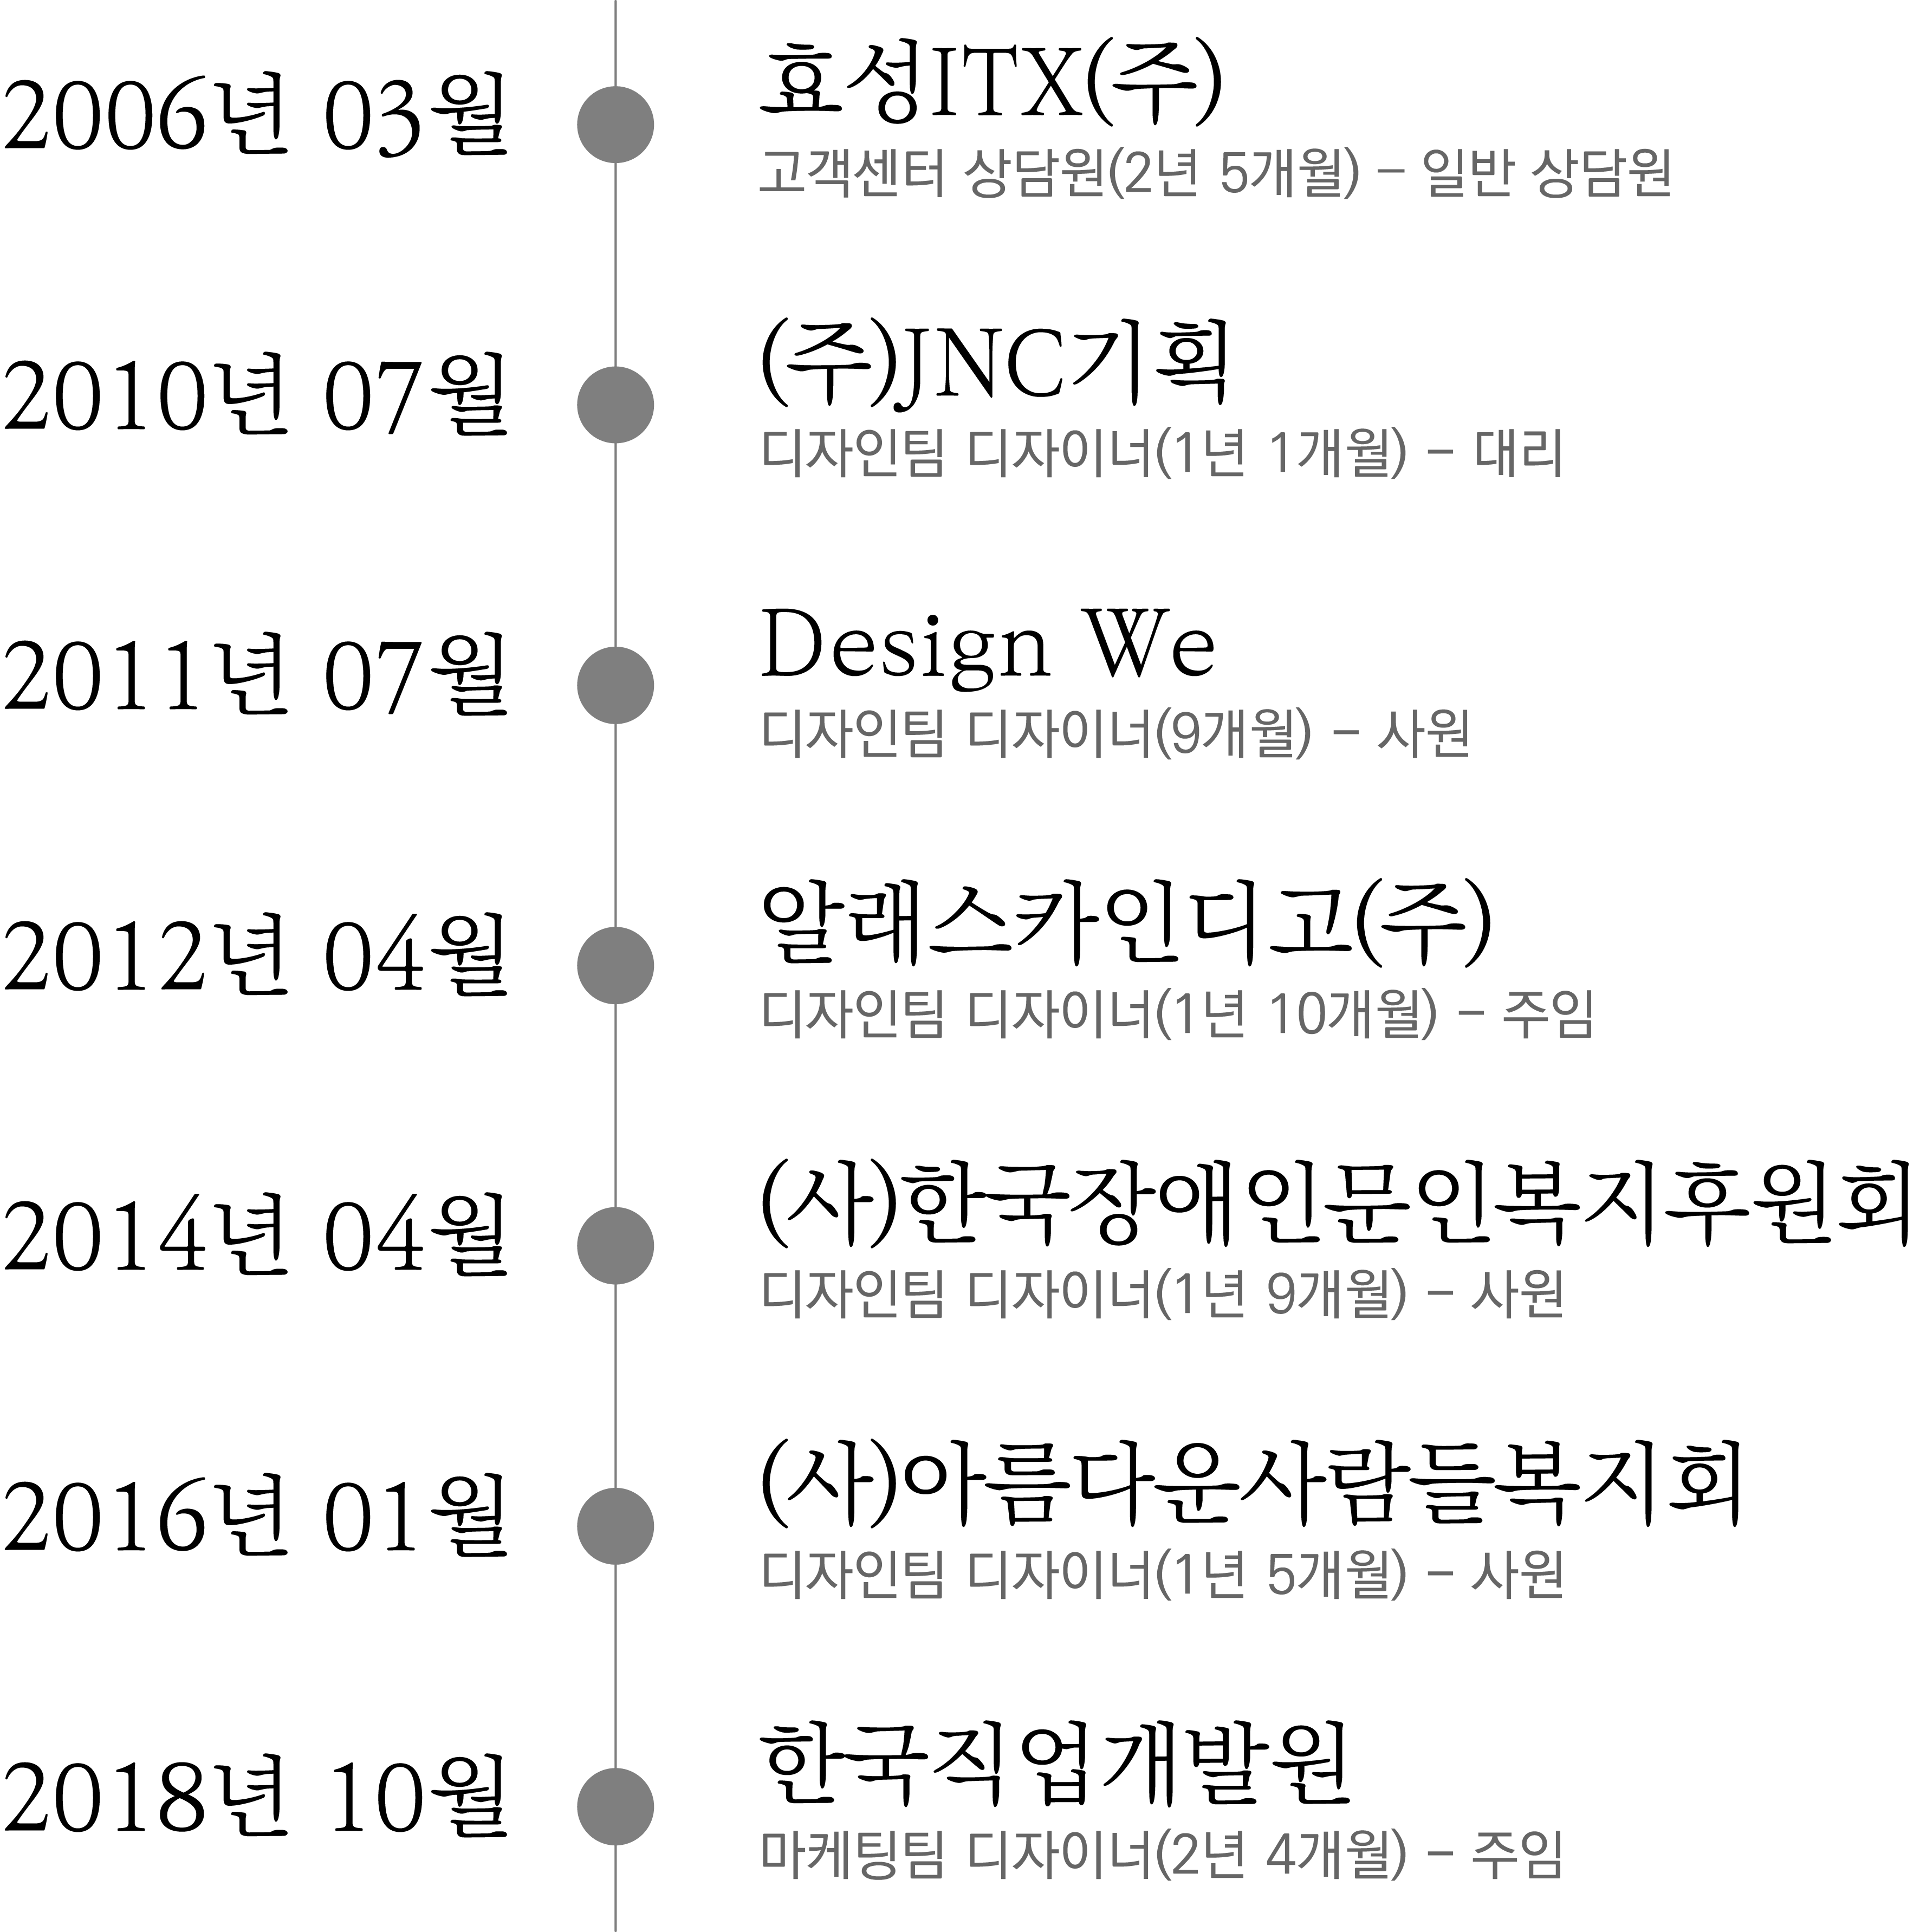 2006년 03월
효성ITX(주)
고객센터 상담원(2년 5개월) – 일반 상담원
2010년 07월
(주)JNC기획
디자인팀 디자이너(1년 1개월) – 대리
2011년 07월
Design We
디자인팀 디자이너(9개월) – 사원
2012년 04월
알래스카인디고(주)
디자인팀 디자이너(1년 10개월) – 주임
2014년 04월
(사)한국장애인문인복지후원회
디자인팀 디자이너(1년 9개월) – 사원
2016년 01월
(사)아름다운사람들복지회
디자인팀 디자이너(1년 5개월) – 사원
2018년 10월
한국직업개발원
마케팅팀 디자이너(2년 4개월) – 주임